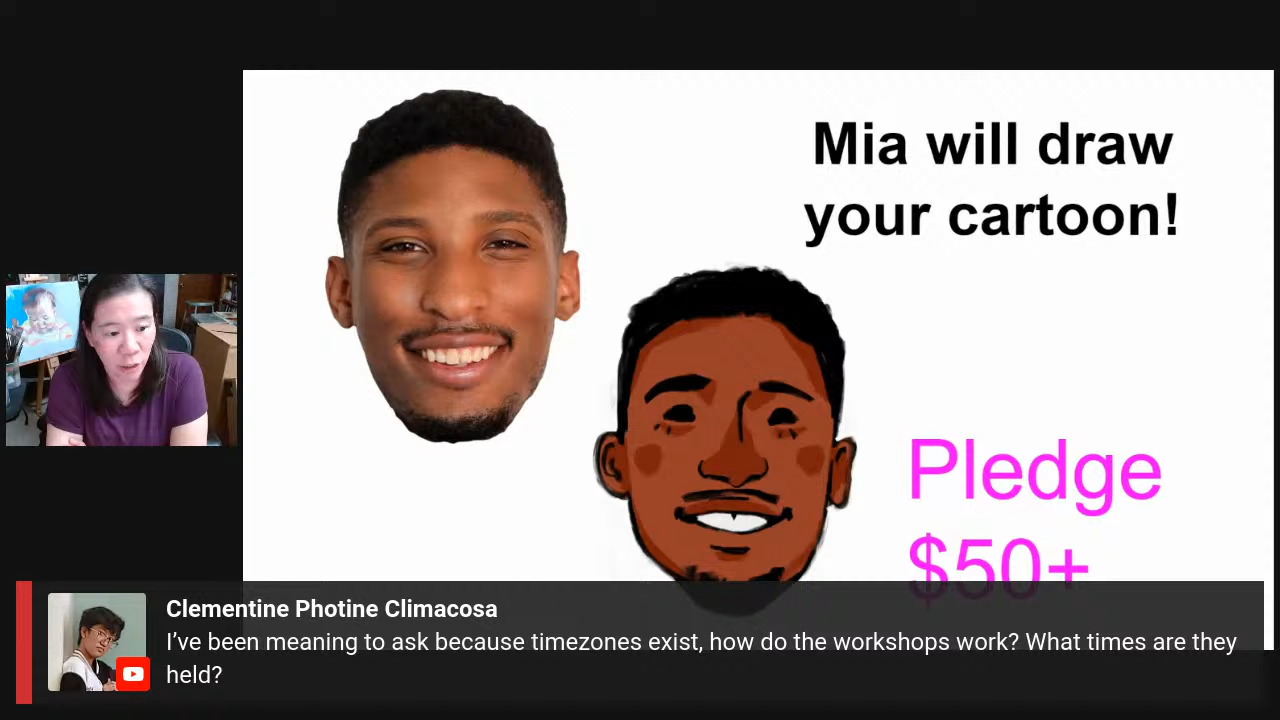 Mia will draw
your cartoon!
Pledge
$50+
Clementine Photine Climacosa
I’ve been meaning to ask because timezones exist, how do the workshops work? What times are they
held?